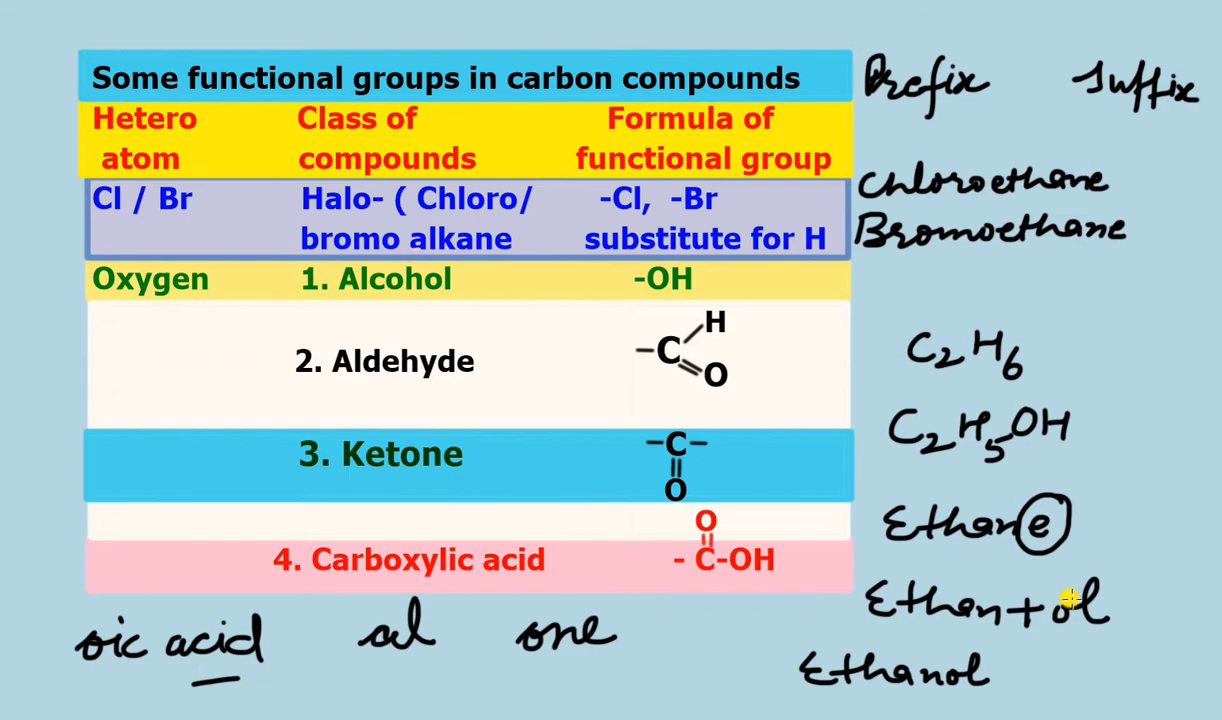 Some functional groups in carbon compounds
Prefix Suffix
Hetero atom Class of compounds Formula of functional group
Cl / Br Halo- ( Chloro/ bromo alkane -Cl, -Br substitute for H
Chloroethane
Bromoethane
Oxygen 1. Alcohol -OH
2. Aldehyde -C H O
C2H6
3. Ketone -C- O
C2H5OH
4. Carboxylic acid O - C-OH
Ethane
Ethan+ol
oic acid al one
Ethanol